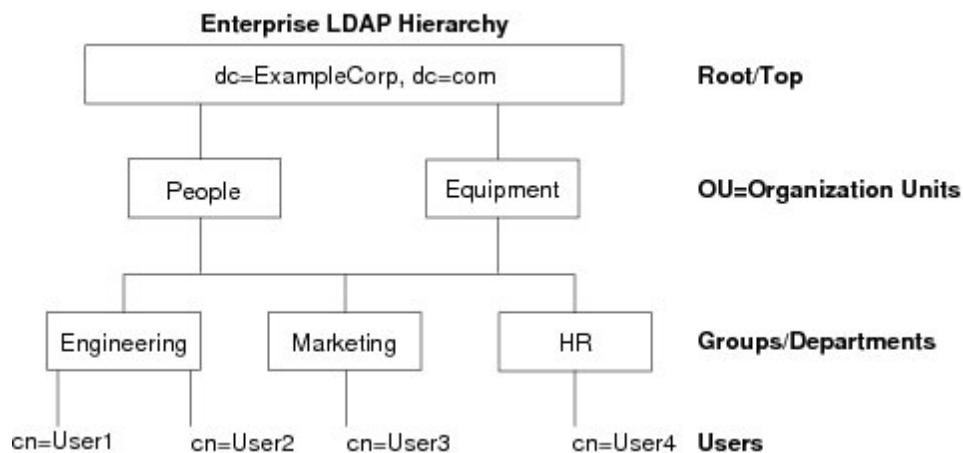 Enterprise LDAP Hierarchy
dc=ExampleCorp, dc=com
Root/Top
People
Equipment
OU=Organization Units
Engineering
Marketing
HR
Groups/Departments
cn=User1
cn=User2
cn=User3
cn=User4
Users